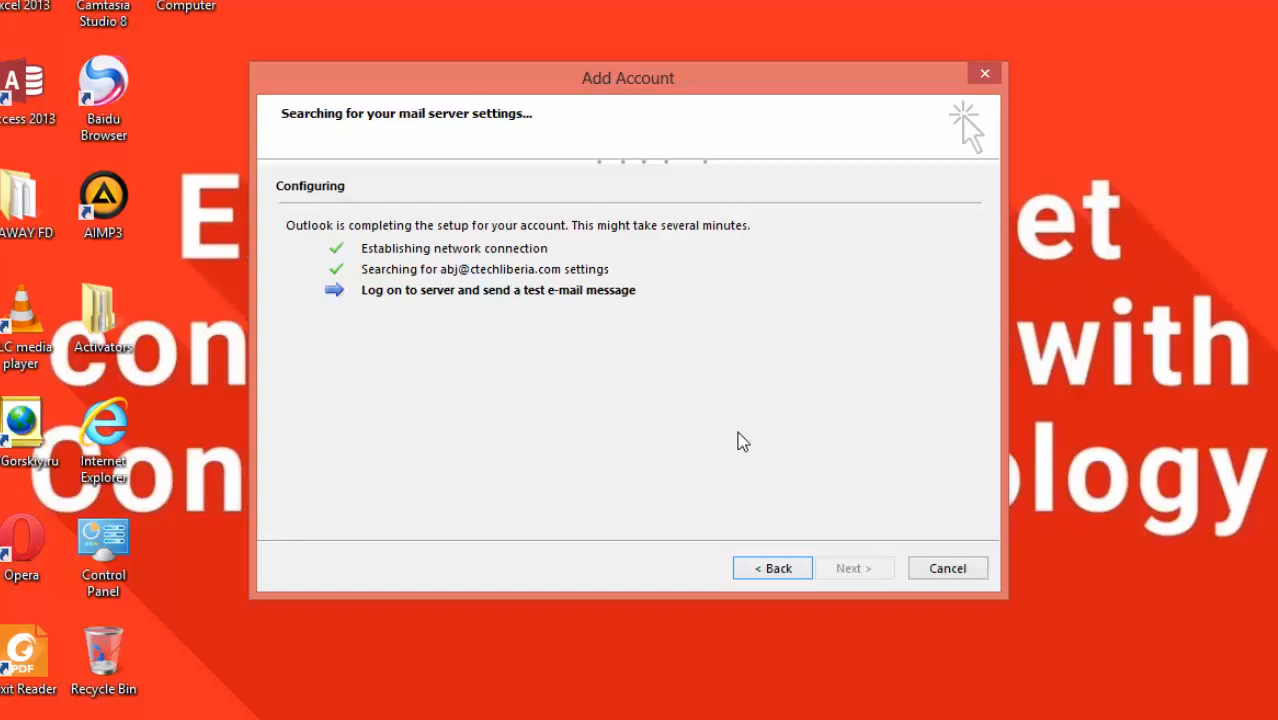 xcel 2013
Camtasia
Studio 8
Computer
A
ccess 2013
Baidu
Browser
AWAY FD
AIMP3
LC media
player
Activators
Gorskiy.ru
Internet
Explorer
Opera
Control
Panel
PDF
xit Reader
Recycle Bin
E
et
con
with
Con
ology
Add Account
Searching for your mail server settings...
Configuring
Outlook is completing the setup for your account. This might take several minutes.
Establishing network connection
Searching for abj@ctechliberia.com settings
Log on to server and send a test e-mail message
< Back
Next >
Cancel